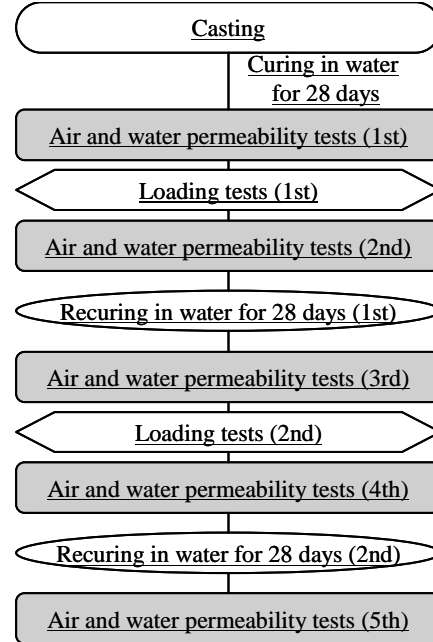 Casting
Curing in water
for 28 days
Air and water permeability tests (1st)
Loading tests (1st)
Air and water permeability tests (2nd)
Recuring in water for 28 days (1st)
Air and water permeability tests (3rd)
Loading tests (2nd)
Air and water permeability tests (4th)
Recuring in water for 28 days (2nd)
Air and water permeability tests (5th)